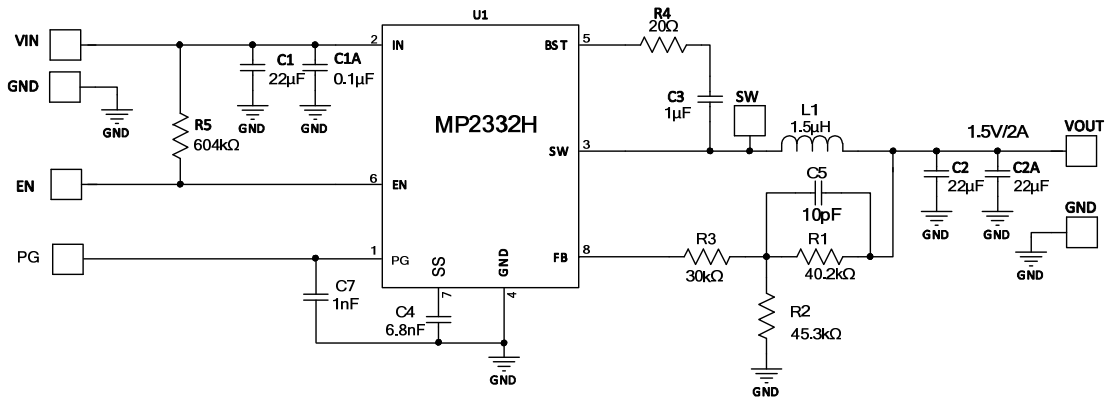 U1
R4
20Ω
VIN
2
IN
BST
5
C1
22µF
C1A
0.1µF
GND
GND
GND
GND
R5
604kΩ
MP2332H
C3
1µF
SW
L1
1.5µH
1.5V/2A
VOUT
SW
3
EN
6
EN
C5
10pF
C2
22µF
C2A
22µF
GND
GND
GND
GND
PG
1
PG
SS
GND
FB
8
R3
30kΩ
R1
40.2kΩ
C7
1nF
C4
6.8nF
7
4
R2
45.3kΩ
GND
GND